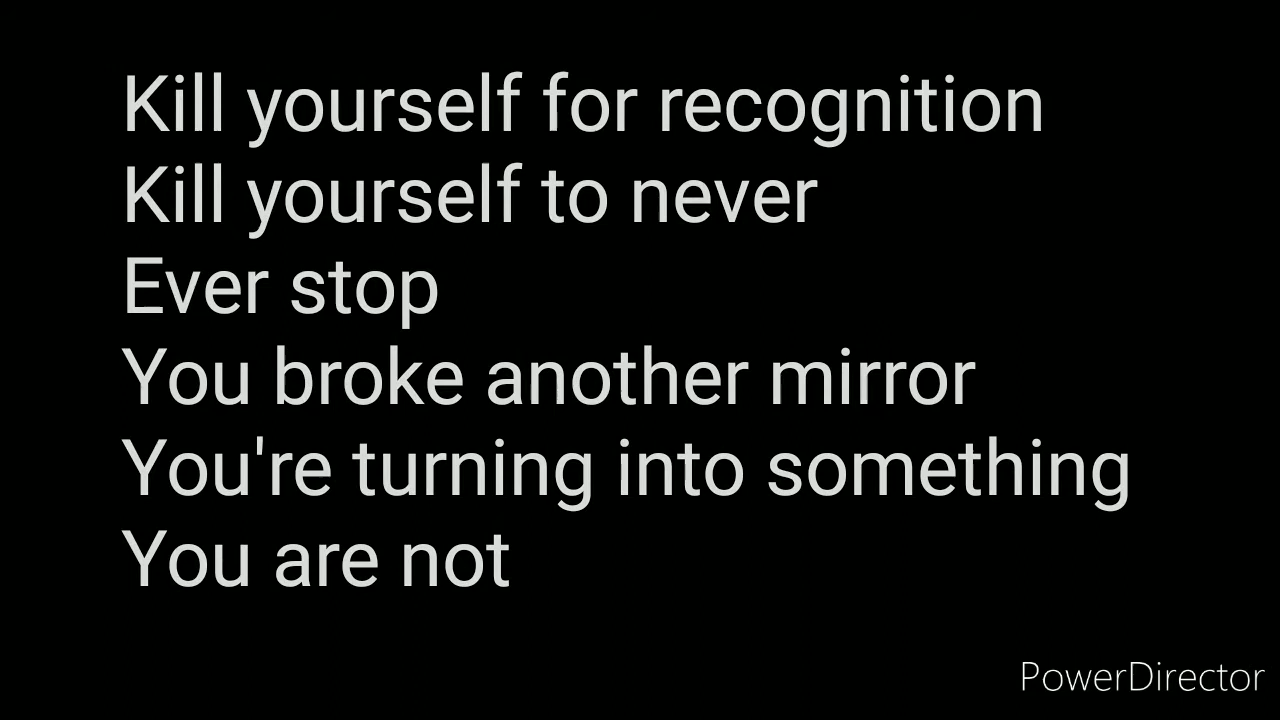 Kill yourself for recognition
Kill yourself to never
Ever stop
You broke another mirror
You're turning into something
You are not
PowerDirector